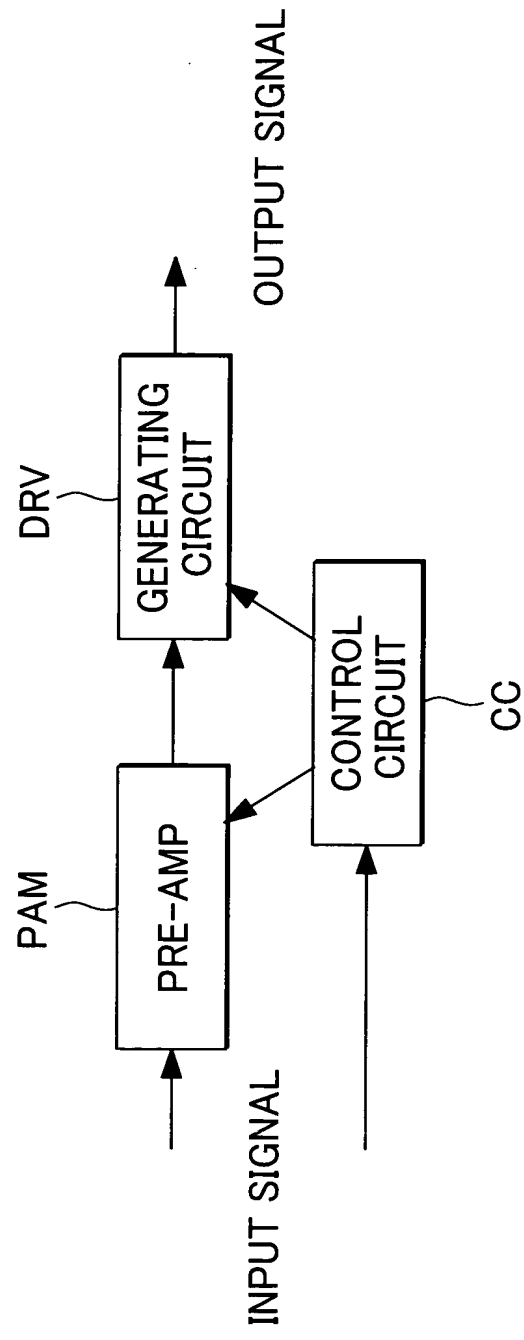 PAM
DRV
PRE-AMP
GENERATING
CIRCUIT
INPUT SIGNAL
OUTPUT SIGNAL
CONTROL
CIRCUIT
CC